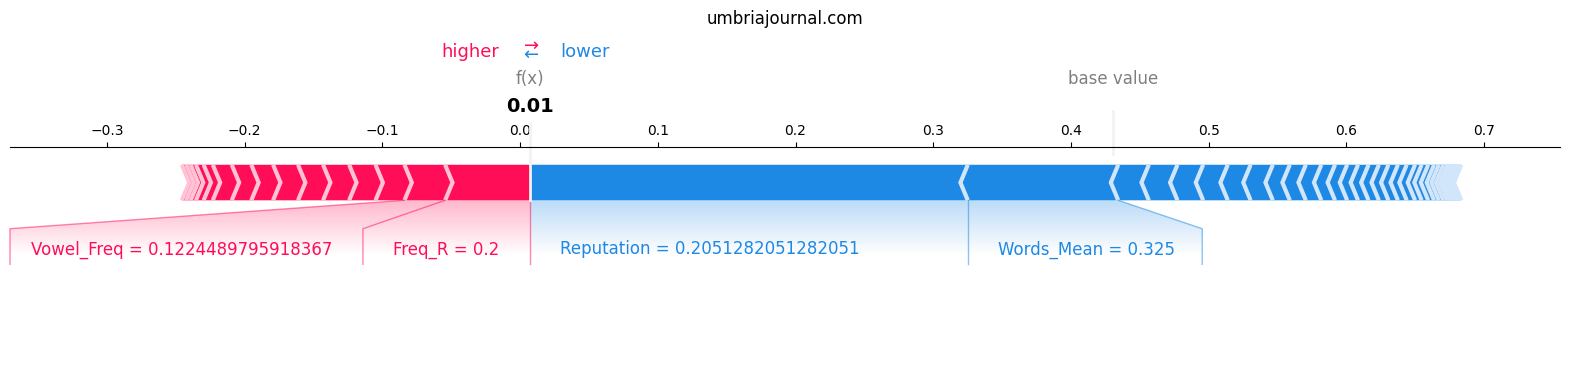 umbriajournal.com
higher ⇄ lower
f(x) base value
0.01
−0.3 −0.2 −0.1 0.0 0.1 0.2 0.3 0.4 0.5 0.6 0.7
Vowel_Freq = 0.1224489795918367 Freq_R = 0.2 Reputation = 0.2051282051282051 Words_Mean = 0.325